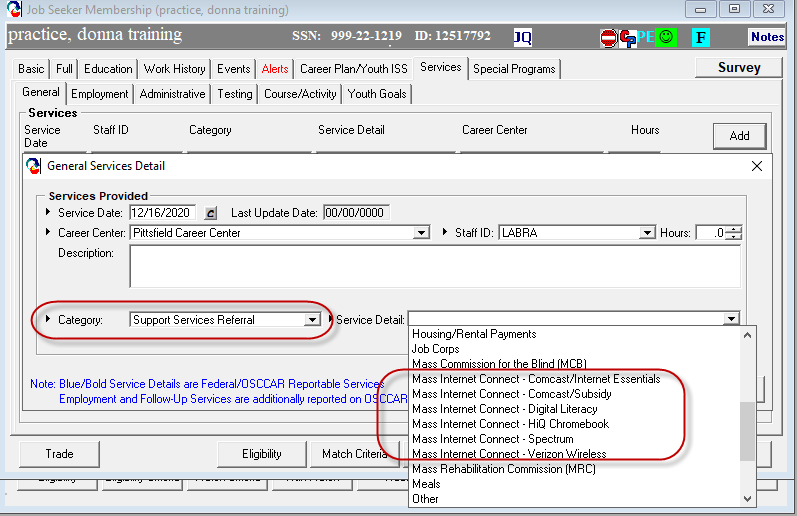 Job Seeker Membership (practice, donna training)
practice, donna training SSN: 999-22-1219 ID: 12517792 JQ CP PE F Notes
Basic Full Education Work History Events Alerts Career Plan/Youth ISS Services Special Programs Survey
General Employment Administrative Testing Course/Activity Youth Goals
Services
Service Date Staff ID Category Service Detail Career Center Hours Add
General Services Detail
Services Provided
Service Date: 12/16/2020 C Last Update Date: 00/00/0000
Career Center: Pittsfield Career Center Staff ID: LABRA Hours: .0
Description:
Category: Support Services Referral Service Detail:
Housing/Rental Payments
Job Corps
Mass Commission for the Blind (MCB)
Mass Internet Connect - Comcast/Internet Essentials
Mass Internet Connect - Comcast/Subsidy
Mass Internet Connect - Digital Literacy
Mass Internet Connect - HiQ Chromebook
Mass Internet Connect - Spectrum
Mass Internet Connect - Verizon Wireless
Mass Rehabilitation Commission (MRC)
Meals
Other
Note: Blue/Bold Service Details are Federal/OSCCAR Reportable Services
Employment and Follow-Up Services are additionally reported on OSCCAR
Trade Eligibility Match Criteria